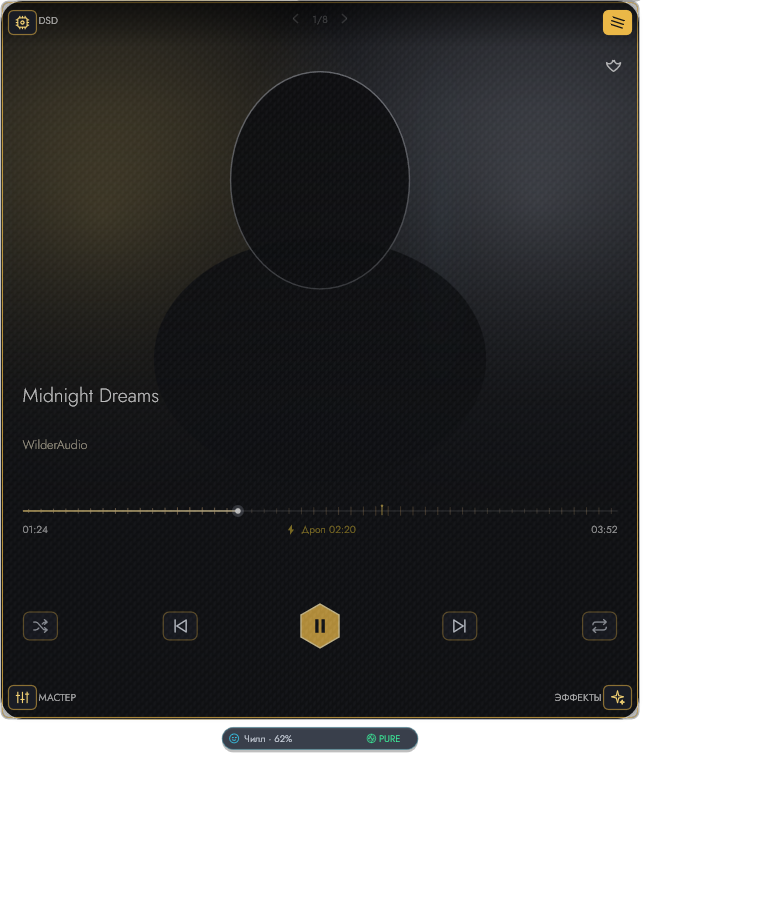 DSD
1/8
Midnight Dreams
WilderAudio
01:24
Дроп 02:20
03:52
МАСТЕР
ЭФФЕКТЫ
Чилл · 62%
PURE